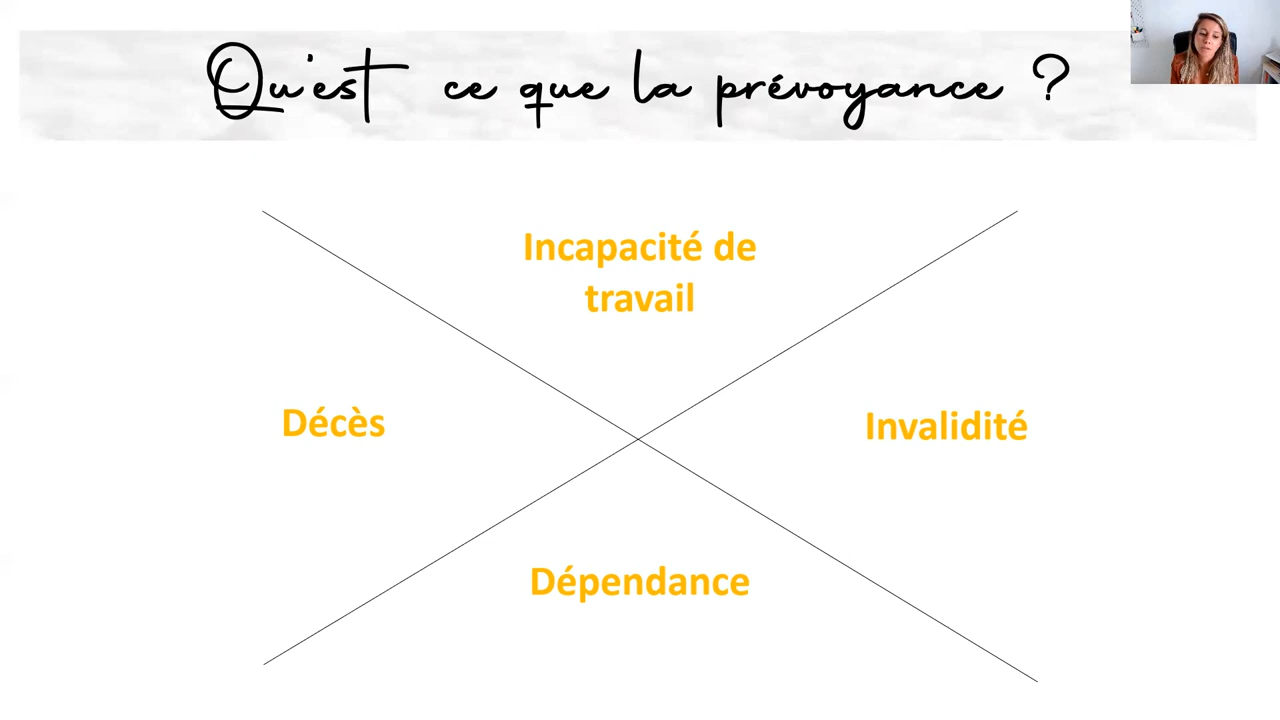 Qu'est ce que la prévoyance ?
Incapacité de
travail
Décès
Invalidité
Dépendance